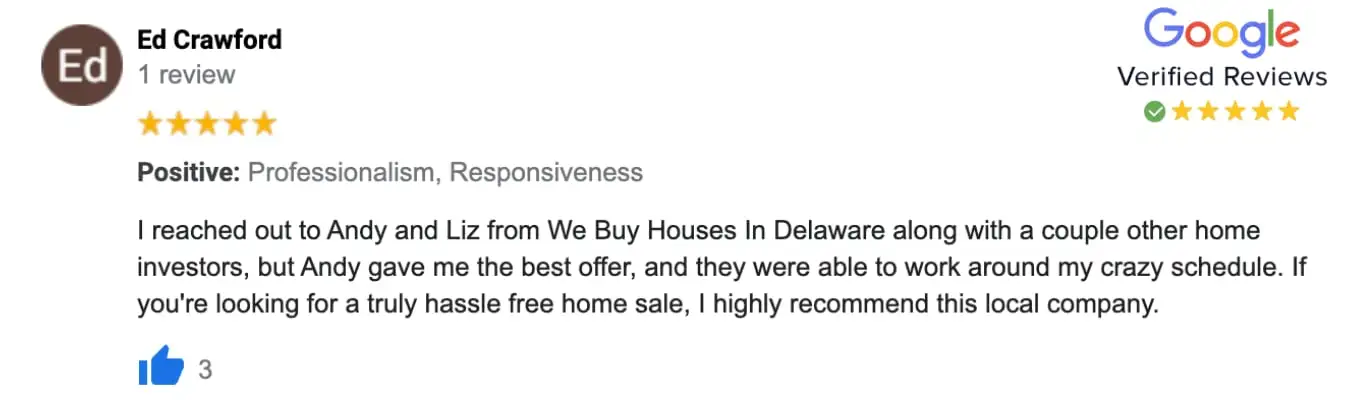 Ed
Ed Crawford
1 review
Google
Verified Reviews
Positive: Professionalism, Responsiveness
I reached out to Andy and Liz from We Buy Houses In Delaware along with a couple other home
investors, but Andy gave me the best offer, and they were able to work around my crazy schedule. If
you're looking for a truly hassle free home sale, I highly recommend this local company.
3